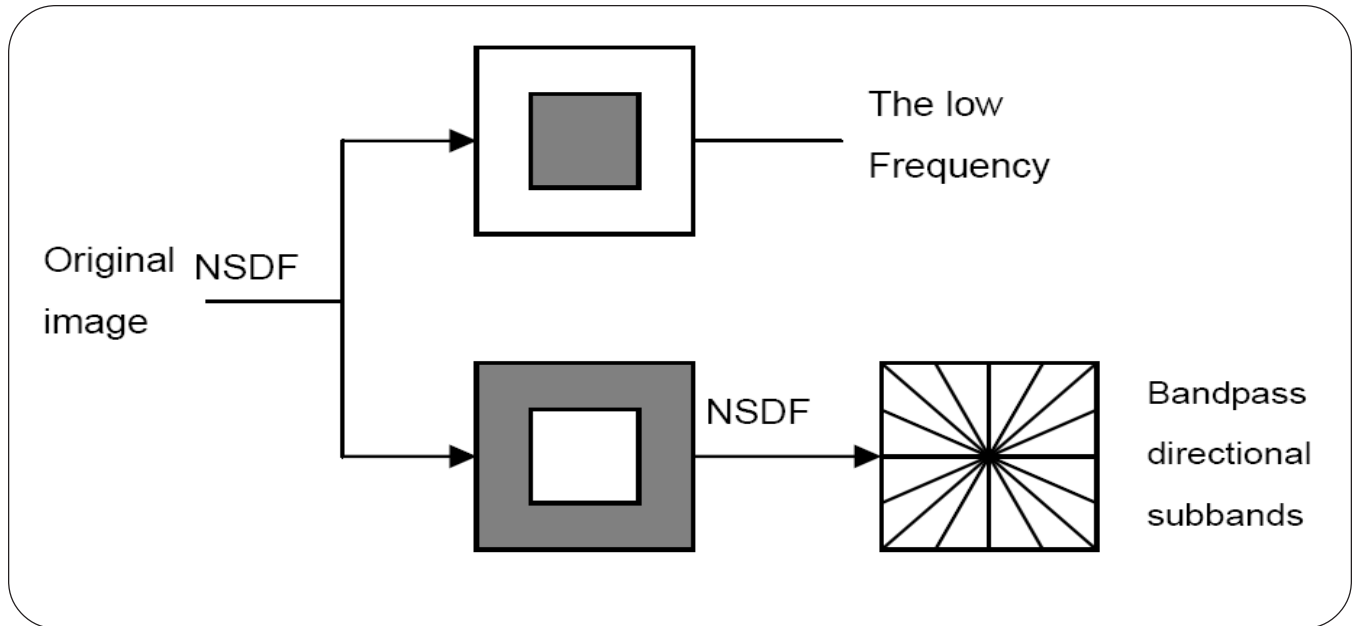 The low
Frequency
Original
image
NSDF
NSDF
Bandpass
directional
subbands